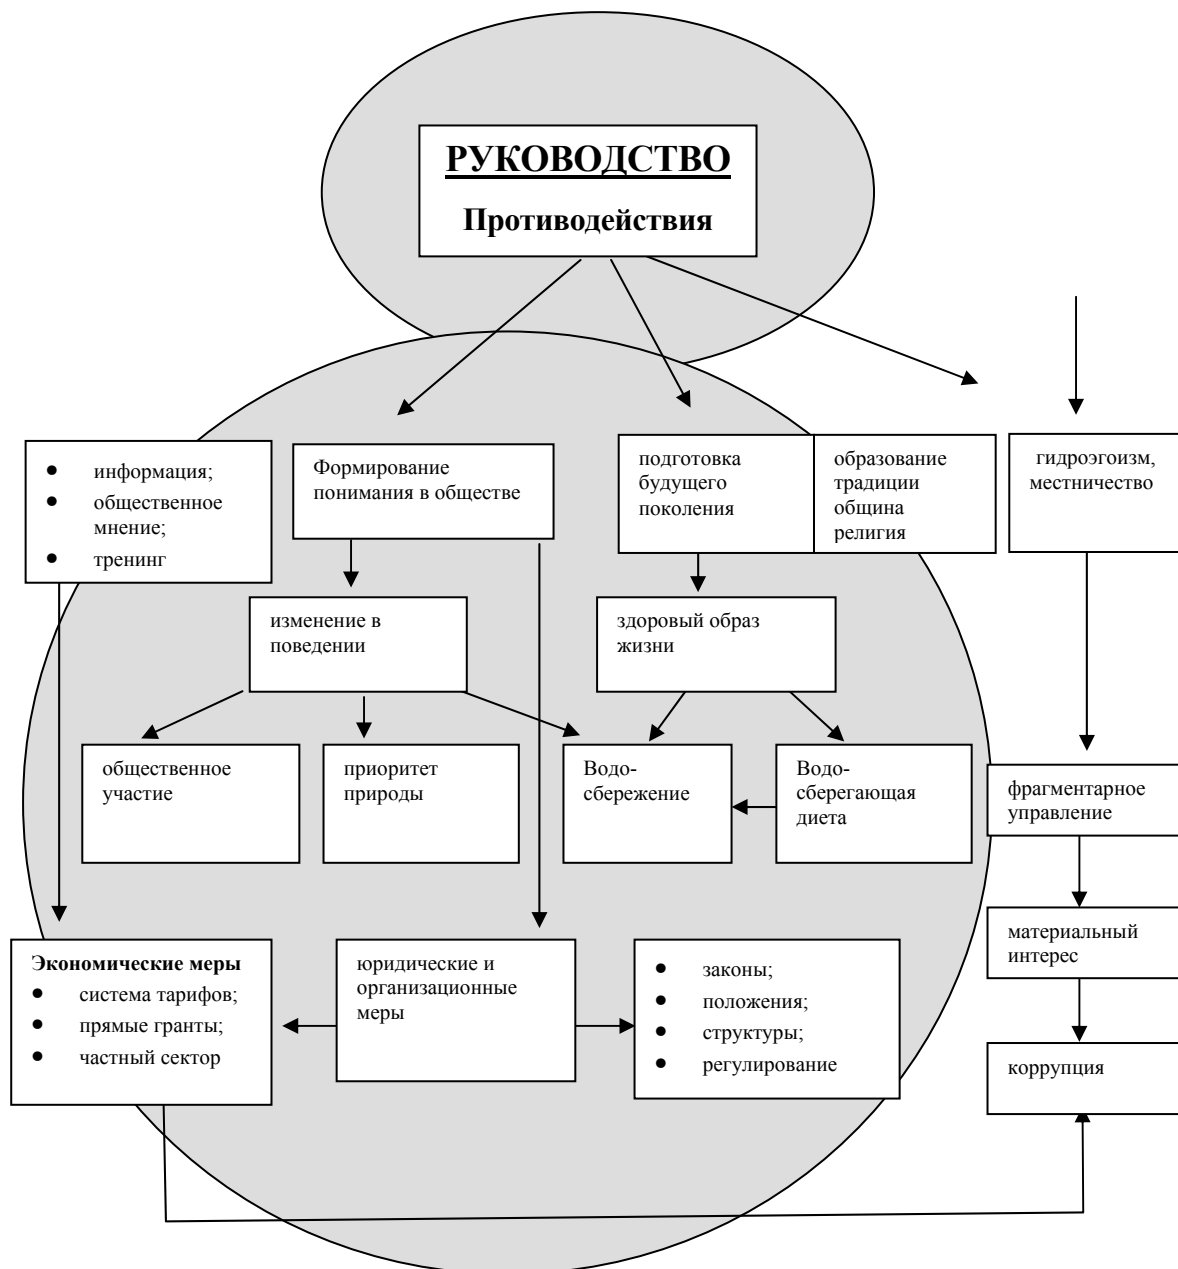 РУКОВОДСТВО
Противодействия
● информация;
● общественное
мнение;
● тренинг
Формирование
понимания в обществе
подготовка
будущего
поколения
образование
традиции
община
религия
гидроэгоизм,
местничество
изменение в
поведении
здоровый образ
жизни
общественное
участие
приоритет
природы
Водо-
сбережение
Водо-
сберегающая
диета
фрагментарное
управление
материальный
интерес
Экономические меры
● система тарифов;
● прямые гранты;
● частный сектор
юридические и
организационные
меры
● законы;
● положения;
● структуры;
● регулирование
коррупция